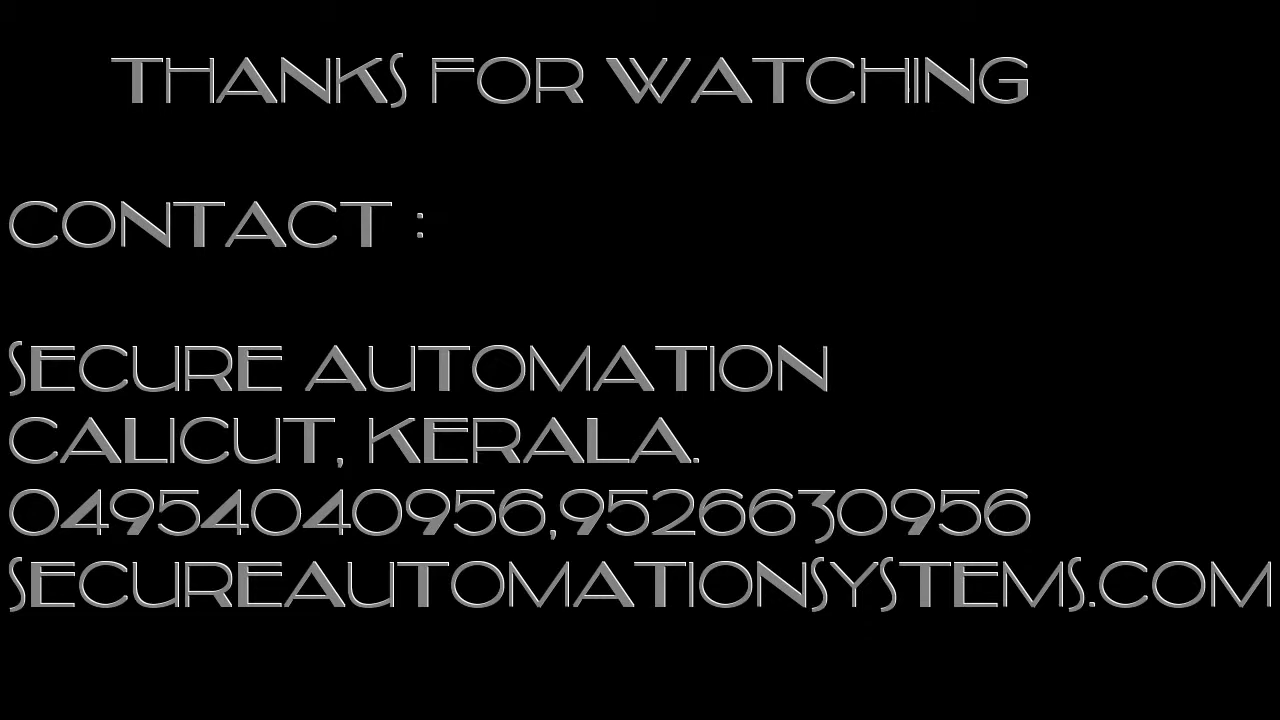 THANKS FOR WATCHING
CONTACT :
SECURE AUTOMATION
CALICUT, KERALA.
04954040956,9526630956
SECUREAUTOMATIONSYSTEMS.COM